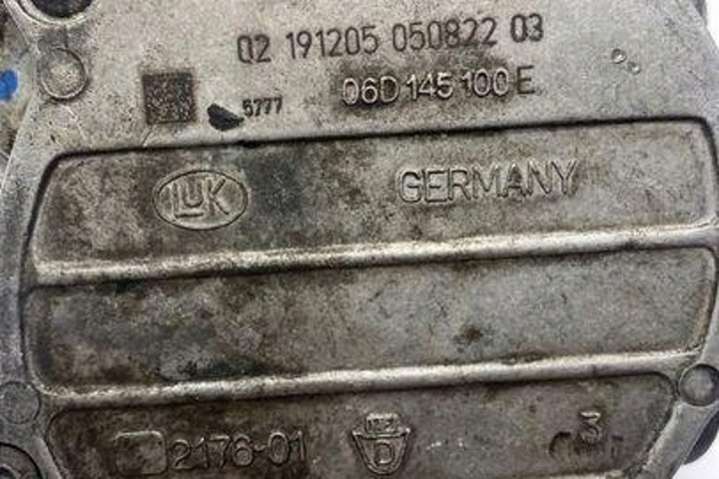 02 191205 050822 03
5777 06D 145 100 E
LUK GERMANY
2176-01 D 3